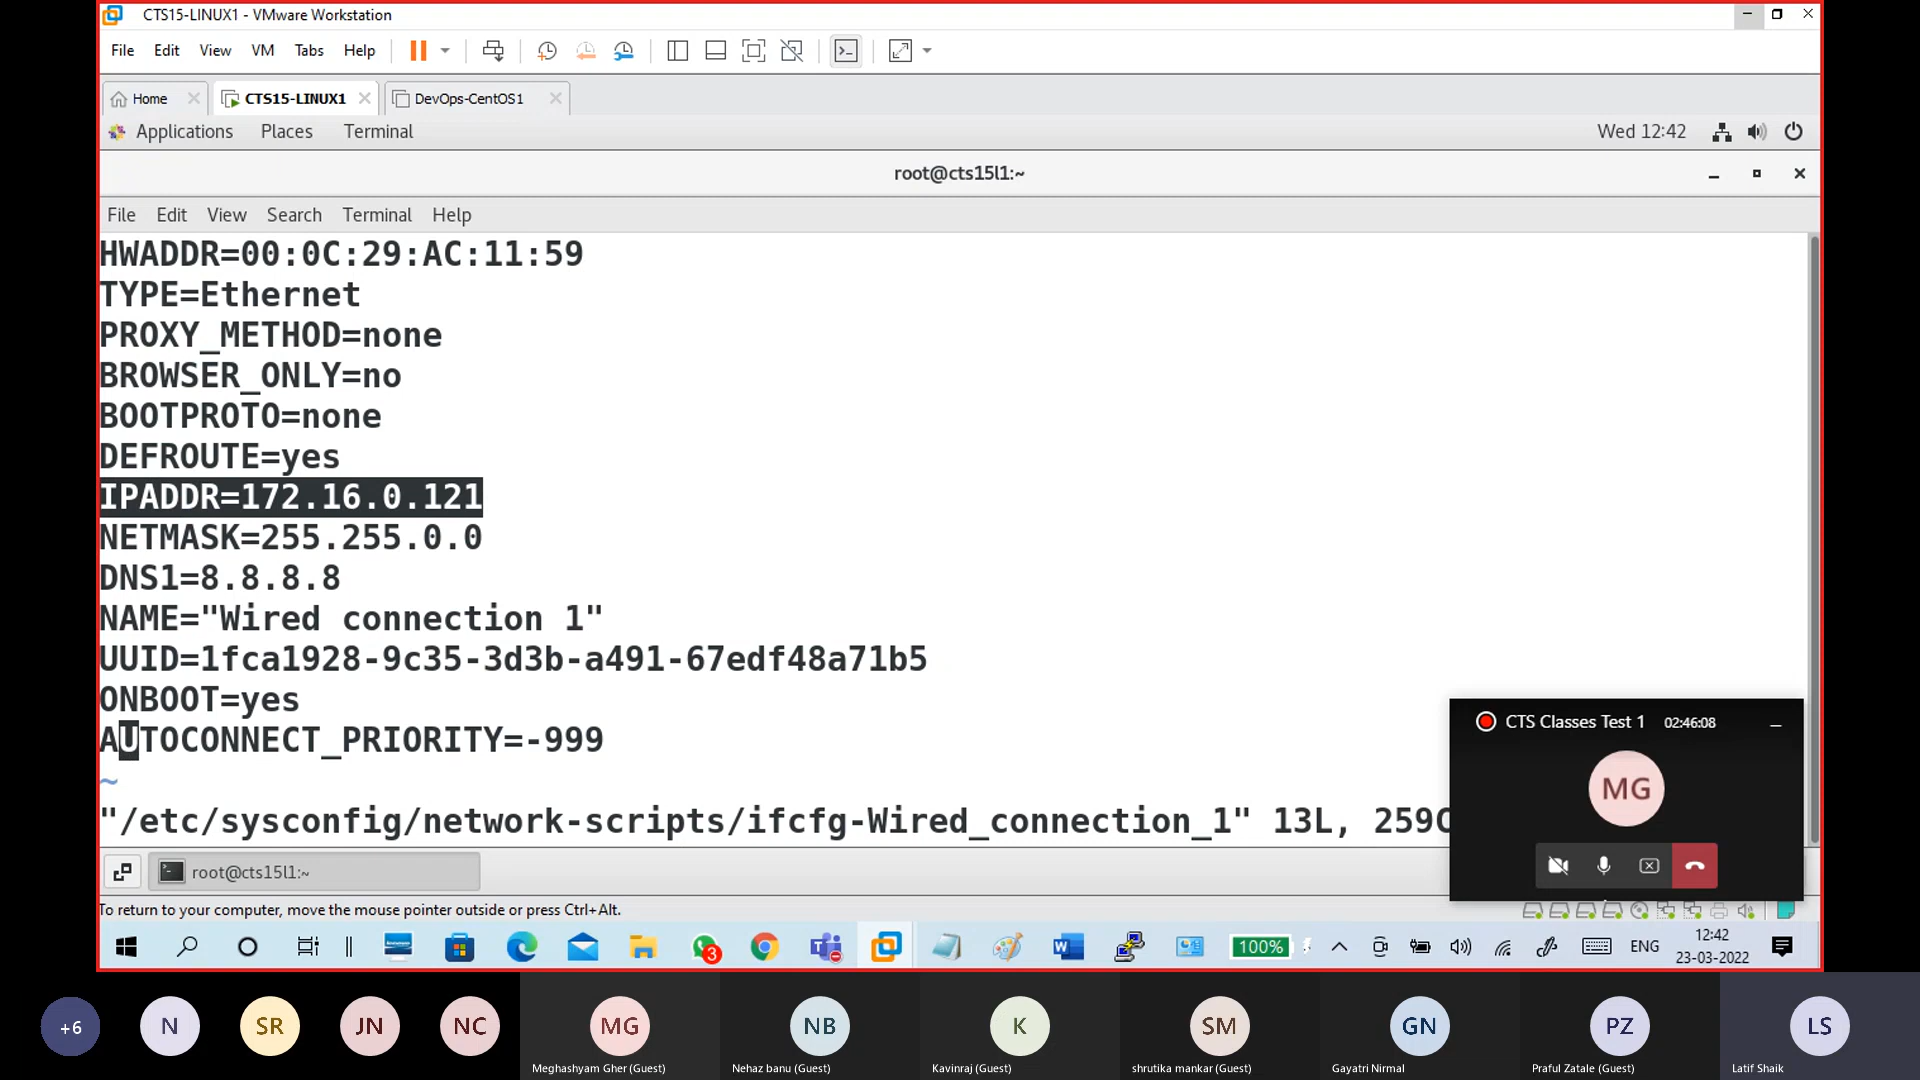 CTS15-LINUX1 - VMware Workstation
File Edit View VM Tabs Help
Home CTS15-LINUX1 DevOps-CentOS1
Applications Places Terminal Wed 12:42
root@cts15l1:~
File Edit View Search Terminal Help
HWADDR=00:0C:29:AC:11:59
TYPE=Ethernet
PROXY_METHOD=none
BROWSER_ONLY=no
BOOTPROTO=none
DEFROUTE=yes
IPADDR=172.16.0.121
NETMASK=255.255.0.0
DNS1=8.8.8.8
NAME="Wired connection 1"
UUID=1fca1928-9c35-3d3b-a491-67edf48a71b5
ONBOOT=yes
AUTOCONNECT_PRIORITY=-999
~
"/etc/sysconfig/network-scripts/ifcfg-Wired_connection_1" 13L, 259C
CTS Classes Test 1 02:46:08
MG
root@cts15l1:~
To return to your computer, move the mouse pointer outside or press Ctrl+Alt.
3
100%
ENG
12:42
23-03-2022
+6 N SR JN NC MG NB K SM GN PZ LS
Meghashyam Gher (Guest) Nehaz banu (Guest) Kavinraj (Guest) shrutika mankar (Guest) Gayatri Nirmal Praful Zatale (Guest) Latif Shaik